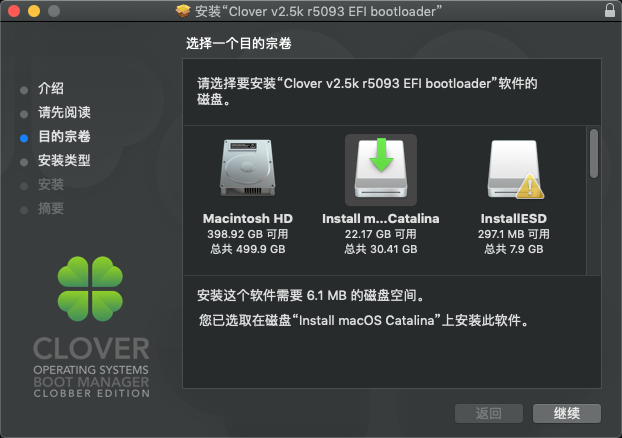 安装“Clover v2.5k r5093 EFI bootloader”
选择一个目的宗卷
介绍
请先阅读
目的宗卷
安装类型
安装
摘要
请选择要安装“Clover v2.5k r5093 EFI bootloader”软件的
磁盘。
Macintosh HD
398.92 GB 可用
总共 499.9 GB
Install m...Catalina
22.17 GB 可用
总共 30.41 GB
InstallESD
297.1 MB 可用
总共 7.9 GB
安装这个软件需要 6.1 MB 的磁盘空间。
您已选取在磁盘“Install macOS Catalina”上安装此软件。
CLOVER
OPERATING SYSTEMS
BOOT MANAGER
CLOBBER EDITION
返回
继续